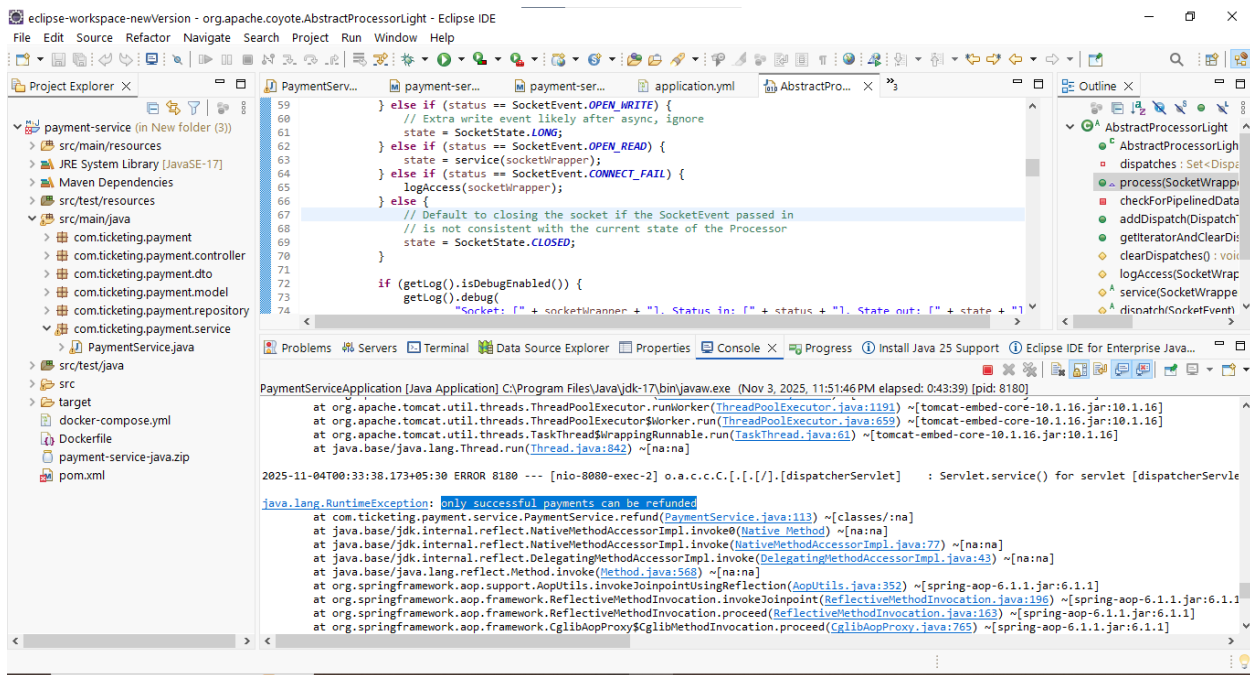 eclipse-workspace-newVersion - org.apache.coyote.AbstractProcessorLight - Eclipse IDE
File Edit Source Refactor Navigate Search Project Run Window Help
Project Explorer
payment-service (in New folder (3))
src/main/resources
JRE System Library [JavaSE-17]
Maven Dependencies
src/test/resources
src/main/java
com.ticketing.payment
com.ticketing.payment.controller
com.ticketing.payment.dto
com.ticketing.payment.model
com.ticketing.payment.repository
com.ticketing.payment.service
PaymentService.java
src/test/java
src
target
docker-compose.yml
Dockerfile
payment-service-java.zip
pom.xml
PaymentServ... payment-ser... payment-ser... application.yml AbstractPro... 3
59 } else if (status == SocketEvent.OPEN_WRITE) {
60 // Extra write event likely after async, ignore
61 state = SocketState.LONG;
62 } else if (status == SocketEvent.OPEN_READ) {
63 state = service(socketWrapper);
64 } else if (status == SocketEvent.CONNECT_FAIL) {
65 logAccess(socketWrapper);
66 } else {
67 // Default to closing the socket if the SocketEvent passed in
68 // is not consistent with the current state of the Processor
69 state = SocketState.CLOSED;
70 }
71
72 if (getLog().isDebugEnabled()) {
73 getLog().debug(
74 "Socket: [" + socketWrapper + "], Status in: [" + status + "], State out: [" + state + "]
Outline
AbstractProcessorLight
AbstractProcessorLigh
dispatches : Set<Dispa
process(SocketWrapp
checkForPipelinedData
addDispatch(Dispatch
getIteratorAndClearDis
clearDispatches() : voi
logAccess(SocketWrap
service(SocketWrappe
dispatch(SocketEvent)
Problems Servers Terminal Data Source Explorer Properties Console Progress Install Java 25 Support Eclipse IDE for Enterprise Java...
PaymentServiceApplication [Java Application] C:\Program Files\Java\jdk-17\bin\javaw.exe (Nov 3, 2025, 11:51:46 PM elapsed: 0:43:39) [pid: 8180]
at org.apache.tomcat.util.threads.ThreadPoolExecutor.runWorker(ThreadPoolExecutor.java:1191) ~[tomcat-embed-core-10.1.16.jar:10.1.16]
at org.apache.tomcat.util.threads.ThreadPoolExecutor$Worker.run(ThreadPoolExecutor.java:659) ~[tomcat-embed-core-10.1.16.jar:10.1.16]
at org.apache.tomcat.util.threads.TaskThread$WrappingRunnable.run(TaskThread.java:61) ~[tomcat-embed-core-10.1.16.jar:10.1.16]
at java.base/java.lang.Thread.run(Thread.java:842) ~[na:na]
2025-11-04T00:33:38.173+05:30 ERROR 8180 --- [nio-8080-exec-2] o.a.c.c.C.[.[.[/].[dispatcherServlet] : Servlet.service() for servlet [dispatcherServle
java.lang.RuntimeException: only successful payments can be refunded
at com.ticketing.payment.service.PaymentService.refund(PaymentService.java:113) ~[classes/:na]
at java.base/jdk.internal.reflect.NativeMethodAccessorImpl.invoke0(Native Method) ~[na:na]
at java.base/jdk.internal.reflect.NativeMethodAccessorImpl.invoke(NativeMethodAccessorImpl.java:77) ~[na:na]
at java.base/jdk.internal.reflect.DelegatingMethodAccessorImpl.invoke(DelegatingMethodAccessorImpl.java:43) ~[na:na]
at java.base/java.lang.reflect.Method.invoke(Method.java:568) ~[na:na]
at org.springframework.aop.support.AopUtils.invokeJoinpointUsingReflection(AopUtils.java:352) ~[spring-aop-6.1.1.jar:6.1.1]
at org.springframework.aop.framework.ReflectiveMethodInvocation.invokeJoinpoint(ReflectiveMethodInvocation.java:196) ~[spring-aop-6.1.1.jar:6.1.1
at org.springframework.aop.framework.ReflectiveMethodInvocation.proceed(ReflectiveMethodInvocation.java:163) ~[spring-aop-6.1.1.jar:6.1.1]
at org.springframework.aop.framework.CglibAopProxy$CglibMethodInvocation.proceed(CglibAopProxy.java:765) ~[spring-aop-6.1.1.jar:6.1.1]